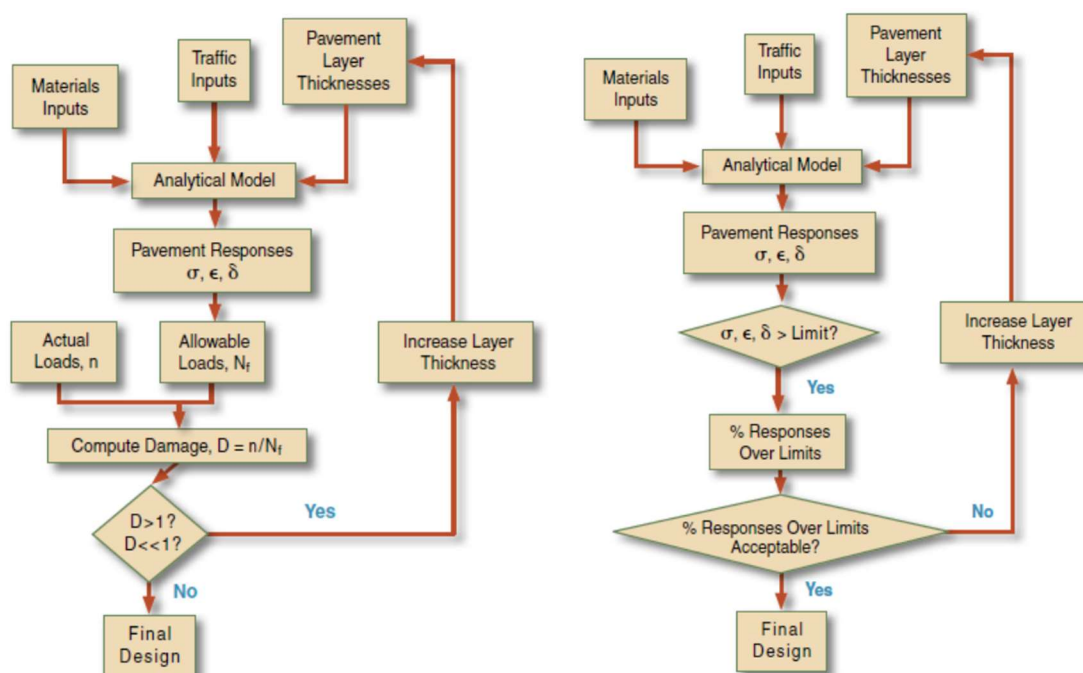 Materials
Inputs
Traffic
Inputs
Pavement
Layer
Thicknesses
Analytical Model
Pavement Responses
σ, ϵ, δ
Actual
Loads, n
Allowable
Loads, Nf
Increase Layer
Thickness
Compute Damage, D = n/Nf
D>1?
D<<1?
Yes
No
Final
Design
Materials
Inputs
Traffic
Inputs
Pavement
Layer
Thicknesses
Analytical Model
Pavement Responses
σ, ϵ, δ
σ, ϵ, δ > Limit?
Increase Layer
Thickness
Yes
% Responses
Over Limits
% Responses Over Limits
Acceptable?
No
Yes
Final
Design